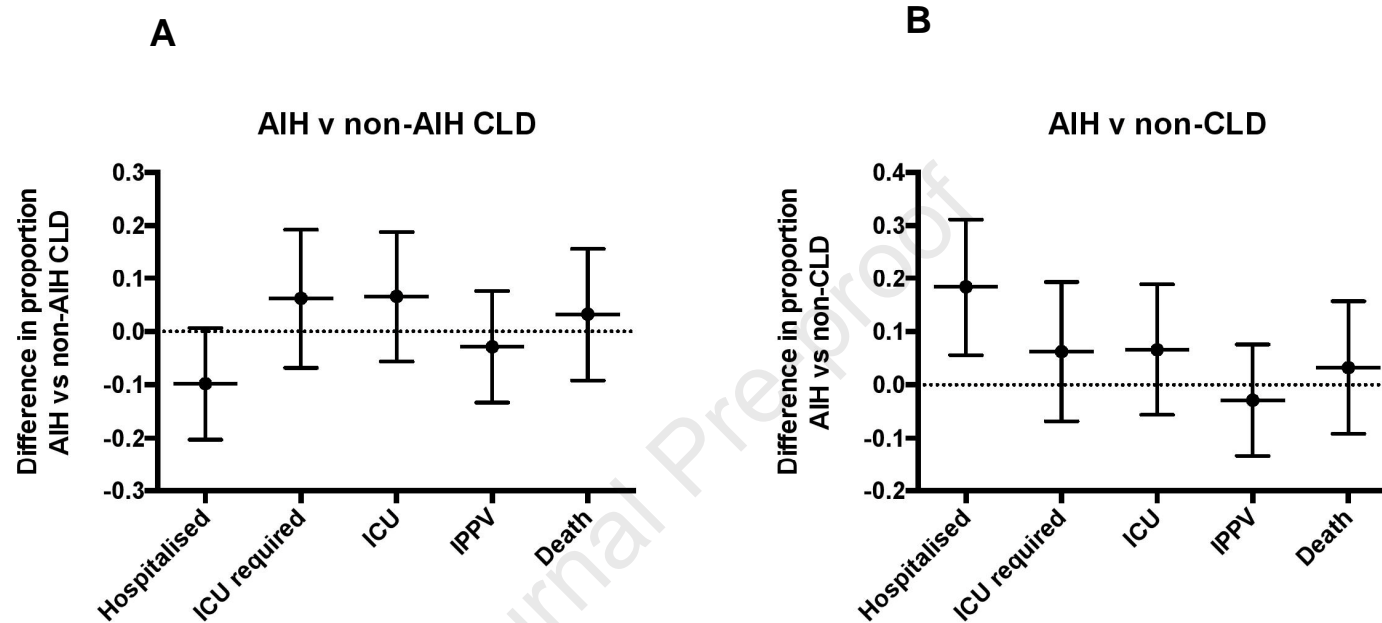 A
AIH v non-AIH CLD
Difference in proportion
AIH vs non-AIH CLD
0.3
0.2
0.1
0.0
-0.1
-0.2
-0.3
Hospitalised
ICU required
ICU
IPPV
Death
B
AIH v non-CLD
Difference in proportion
AIH vs non-CLD
0.4
0.3
0.2
0.1
0.0
-0.1
-0.2
Hospitalised
ICU required
ICU
IPPV
Death